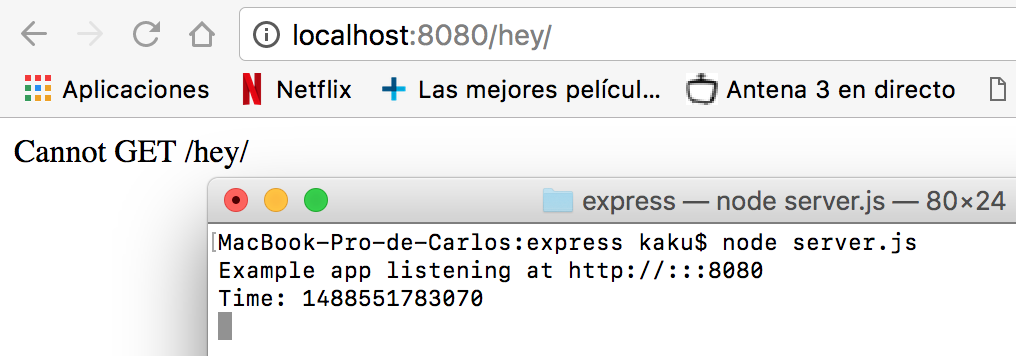 localhost:8080/hey/
Aplicaciones Netflix Las mejores películ... Antena 3 en directo
Cannot GET /hey/
express — node server.js — 80×24
[MacBook-Pro-de-Carlos:express kaku$ node server.js
Example app listening at http://:::8080
Time: 1488551783070